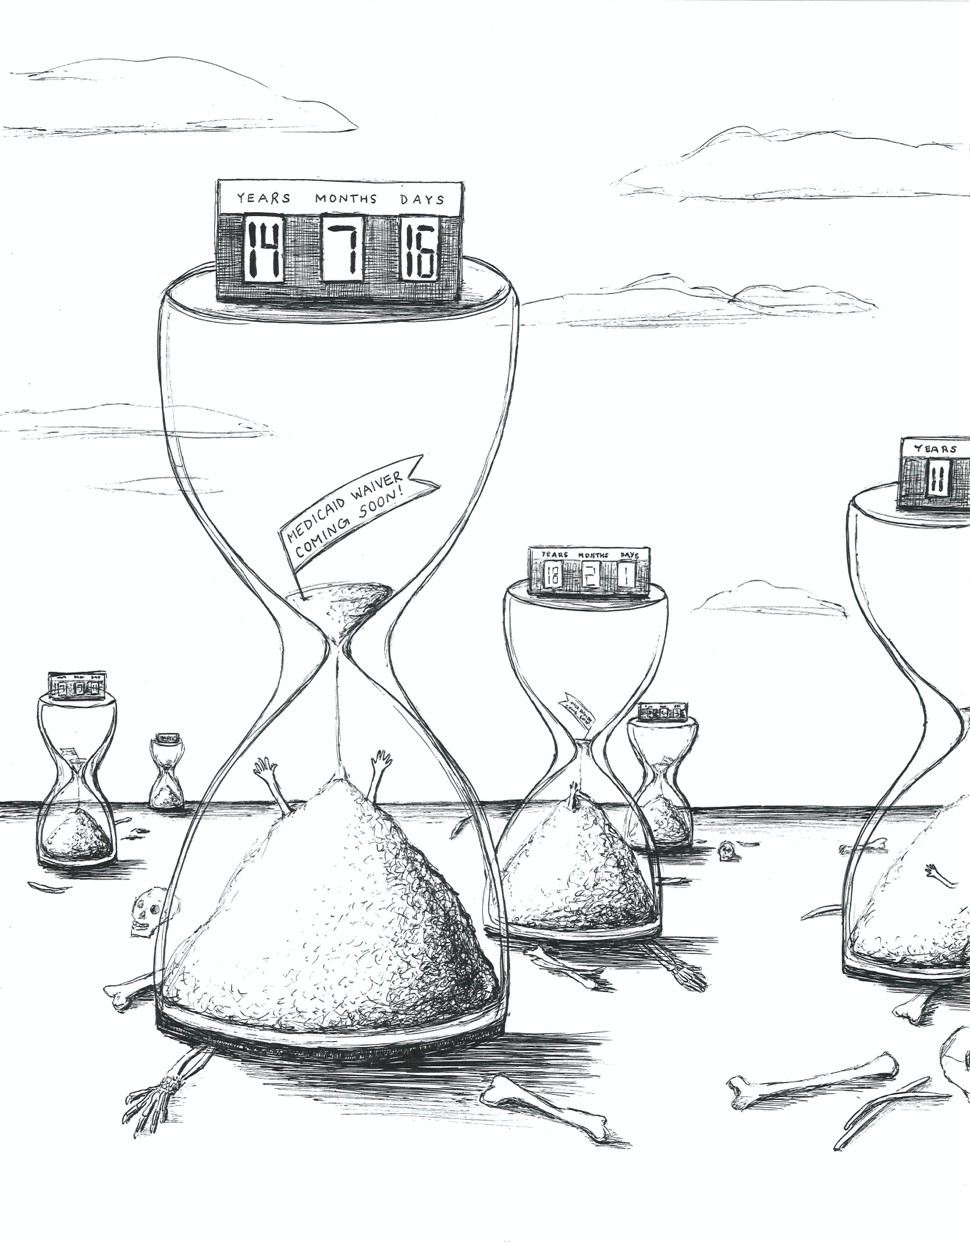 YEARS MONTHS DAYS
14 7 16
MEDICAID WAIVER
COMING SOON!
YEARS
11
YEARS MONTHS DAYS
18 2 1